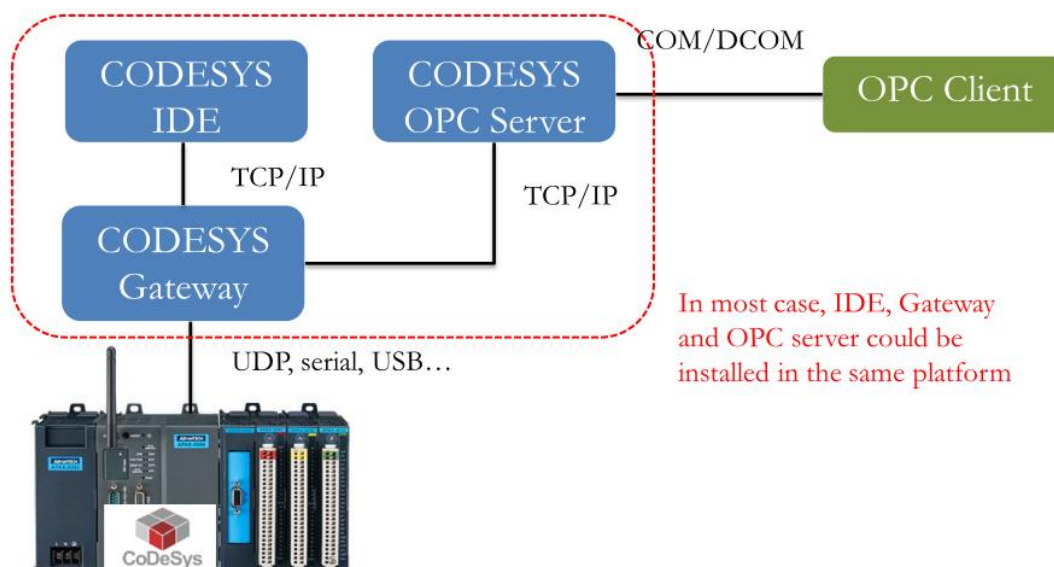 CODESYS
IDE
CODESYS
OPC Server
COM/DCOM
OPC Client
TCP/IP
TCP/IP
CODESYS
Gateway
In most case, IDE, Gateway
and OPC server could be
installed in the same platform
UDP, serial, USB…
ADVANTECH
CoDeSys